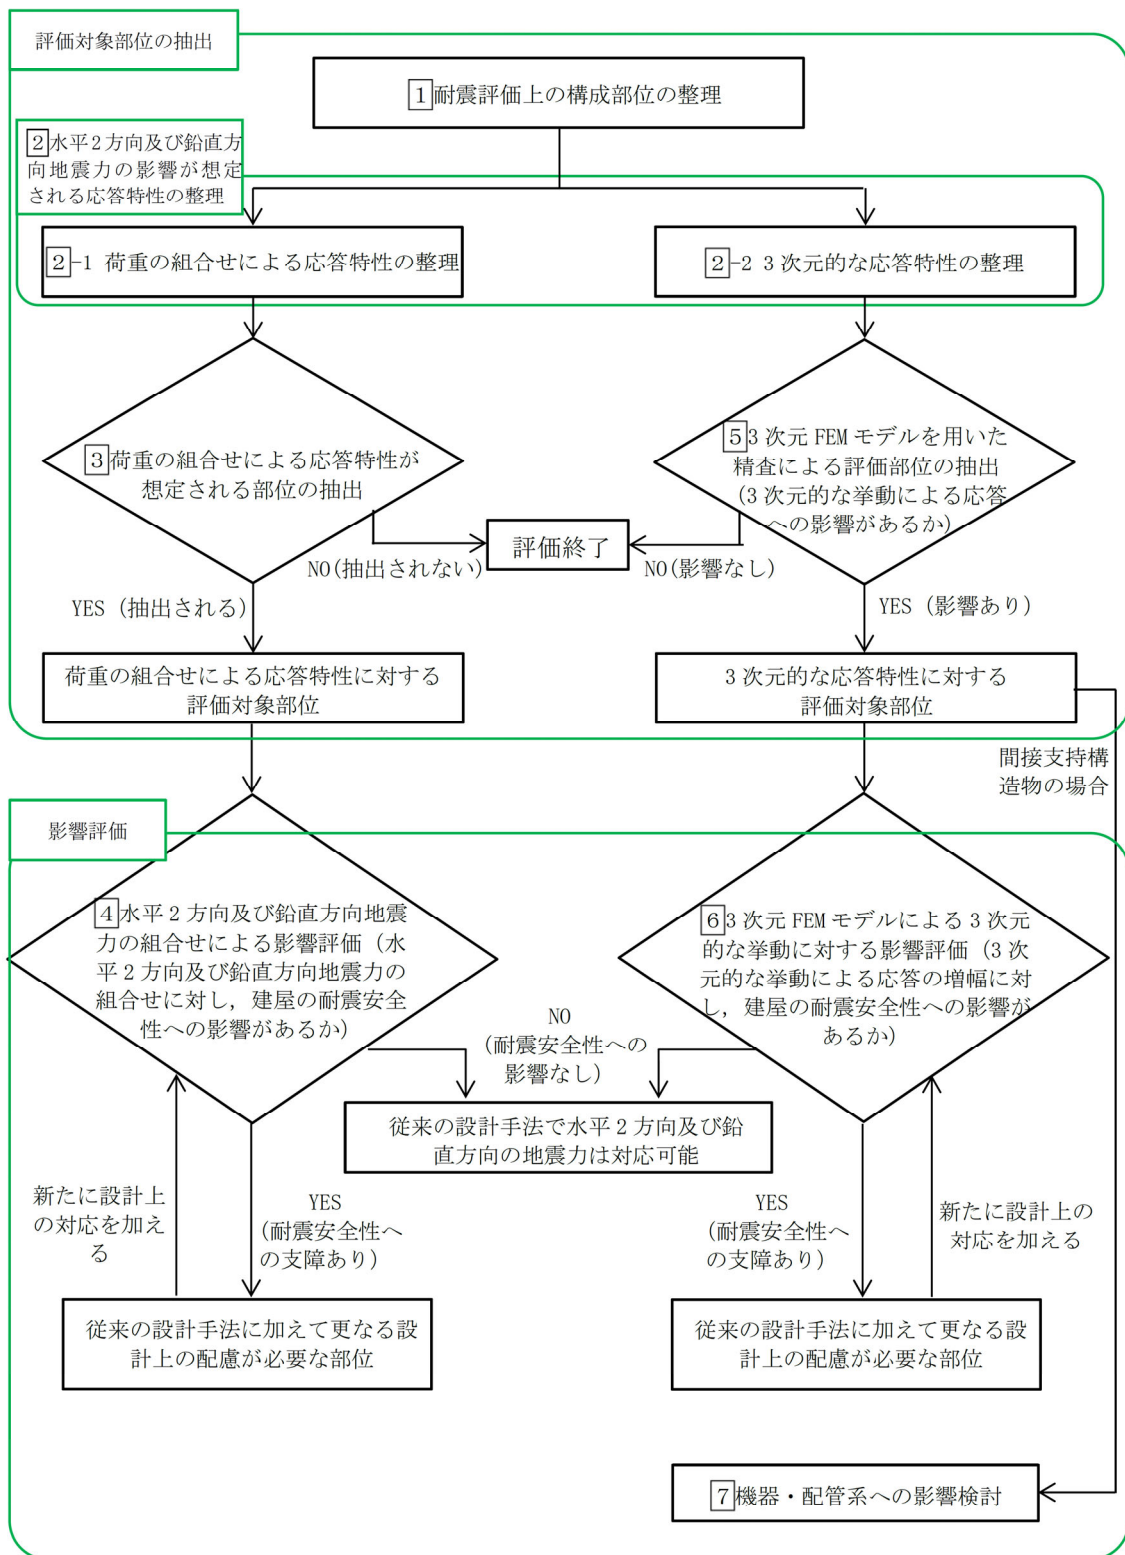 評価対象部位の抽出
1耐震評価上の構成部位の整理
2水平2方向及び鉛直方
向地震力の影響が想定
される応答特性の整理
2-1 荷重の組合せによる応答特性の整理
2-2 3次元的な応答特性の整理
3荷重の組合せによる応答特性が
想定される部位の抽出
53次元 FEM モデルを用いた
精査による評価部位の抽出
(3次元的な挙動による応答
への影響があるか)
評価終了
NO(抽出されない)
NO(影響なし)
YES (抽出される)
YES (影響あり)
荷重の組合せによる応答特性に対する
評価対象部位
3次元的な応答特性に対する
評価対象部位
間接支持構
造物の場合
影響評価
4水平2方向及び鉛直方向地震
力の組合せによる影響評価(水
平2方向及び鉛直方向地震力の
組合せに対し,建屋の耐震安全
性への影響があるか)
63次元 FEM モデルによる3次元
的な挙動に対する影響評価(3次
元的な挙動による応答の増幅に対
し,建屋の耐震安全性への影響が
あるか)
NO
(耐震安全性への
影響なし)
従来の設計手法で水平2方向及び鉛
直方向の地震力は対応可能
新たに設計上
の対応を加え
る
YES
(耐震安全性へ
の支障あり)
YES
(耐震安全性へ
の支障あり)
新たに設計上の
対応を加える
従来の設計手法に加えて更なる設
計上の配慮が必要な部位
従来の設計手法に加えて更なる設
計上の配慮が必要な部位
7機器・配管系への影響検討